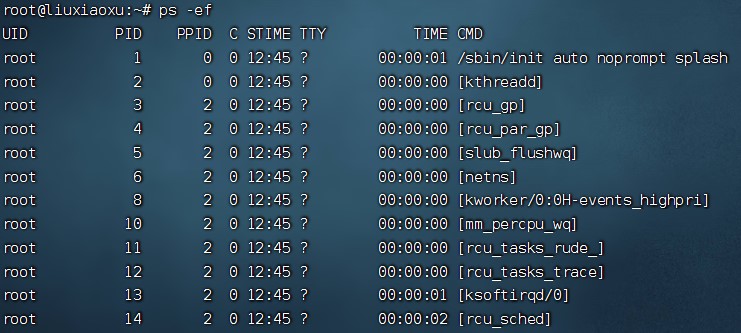 root@liuxiaoxu:~# ps -ef
UID PID PPID C STIME TTY TIME CMD
root 1 0 0 12:45 ? 00:00:01 /sbin/init auto noprompt splash
root 2 0 0 12:45 ? 00:00:00 [kthreadd]
root 3 2 0 12:45 ? 00:00:00 [rcu_gp]
root 4 2 0 12:45 ? 00:00:00 [rcu_par_gp]
root 5 2 0 12:45 ? 00:00:00 [slub_flushwq]
root 6 2 0 12:45 ? 00:00:00 [netns]
root 8 2 0 12:45 ? 00:00:00 [kworker/0:0H-events_highpri]
root 10 2 0 12:45 ? 00:00:00 [mm_percpu_wq]
root 11 2 0 12:45 ? 00:00:00 [rcu_tasks_rude_]
root 12 2 0 12:45 ? 00:00:00 [rcu_tasks_trace]
root 13 2 0 12:45 ? 00:00:01 [ksoftirqd/0]
root 14 2 0 12:45 ? 00:00:02 [rcu_sched]